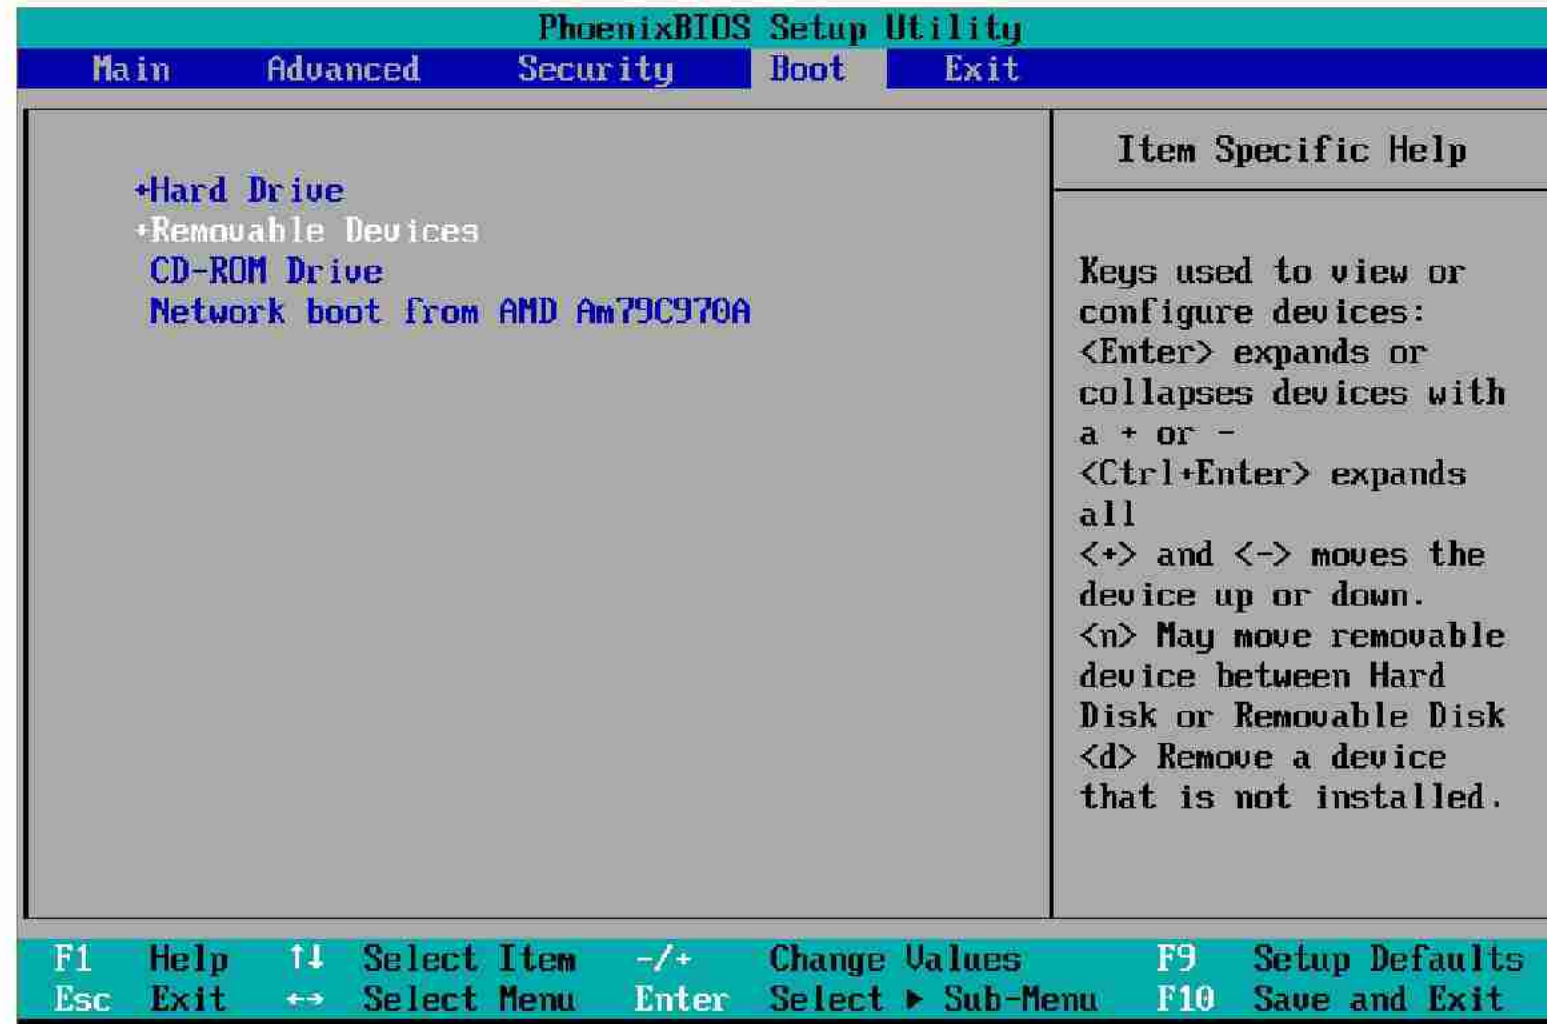 PhoenixBIOS Setup Utility
Main Advanced Security Boot Exit
+Hard Drive
+Removable Devices
CD-ROM Drive
Network boot from AMD Am79C970A
Item Specific Help
Keys used to view or
configure devices:
<Enter> expands or
collapses devices with
a + or -
<Ctrl+Enter> expands
all
<+> and <-> moves the
device up or down.
<n> May move removable
device between Hard
Disk or Removable Disk
<d> Remove a device
that is not installed.
F1 Help ↑↓ Select Item -/+ Change Values F9 Setup Defaults
Esc Exit ↔ Select Menu Enter Select ▶ Sub-Menu F10 Save and Exit